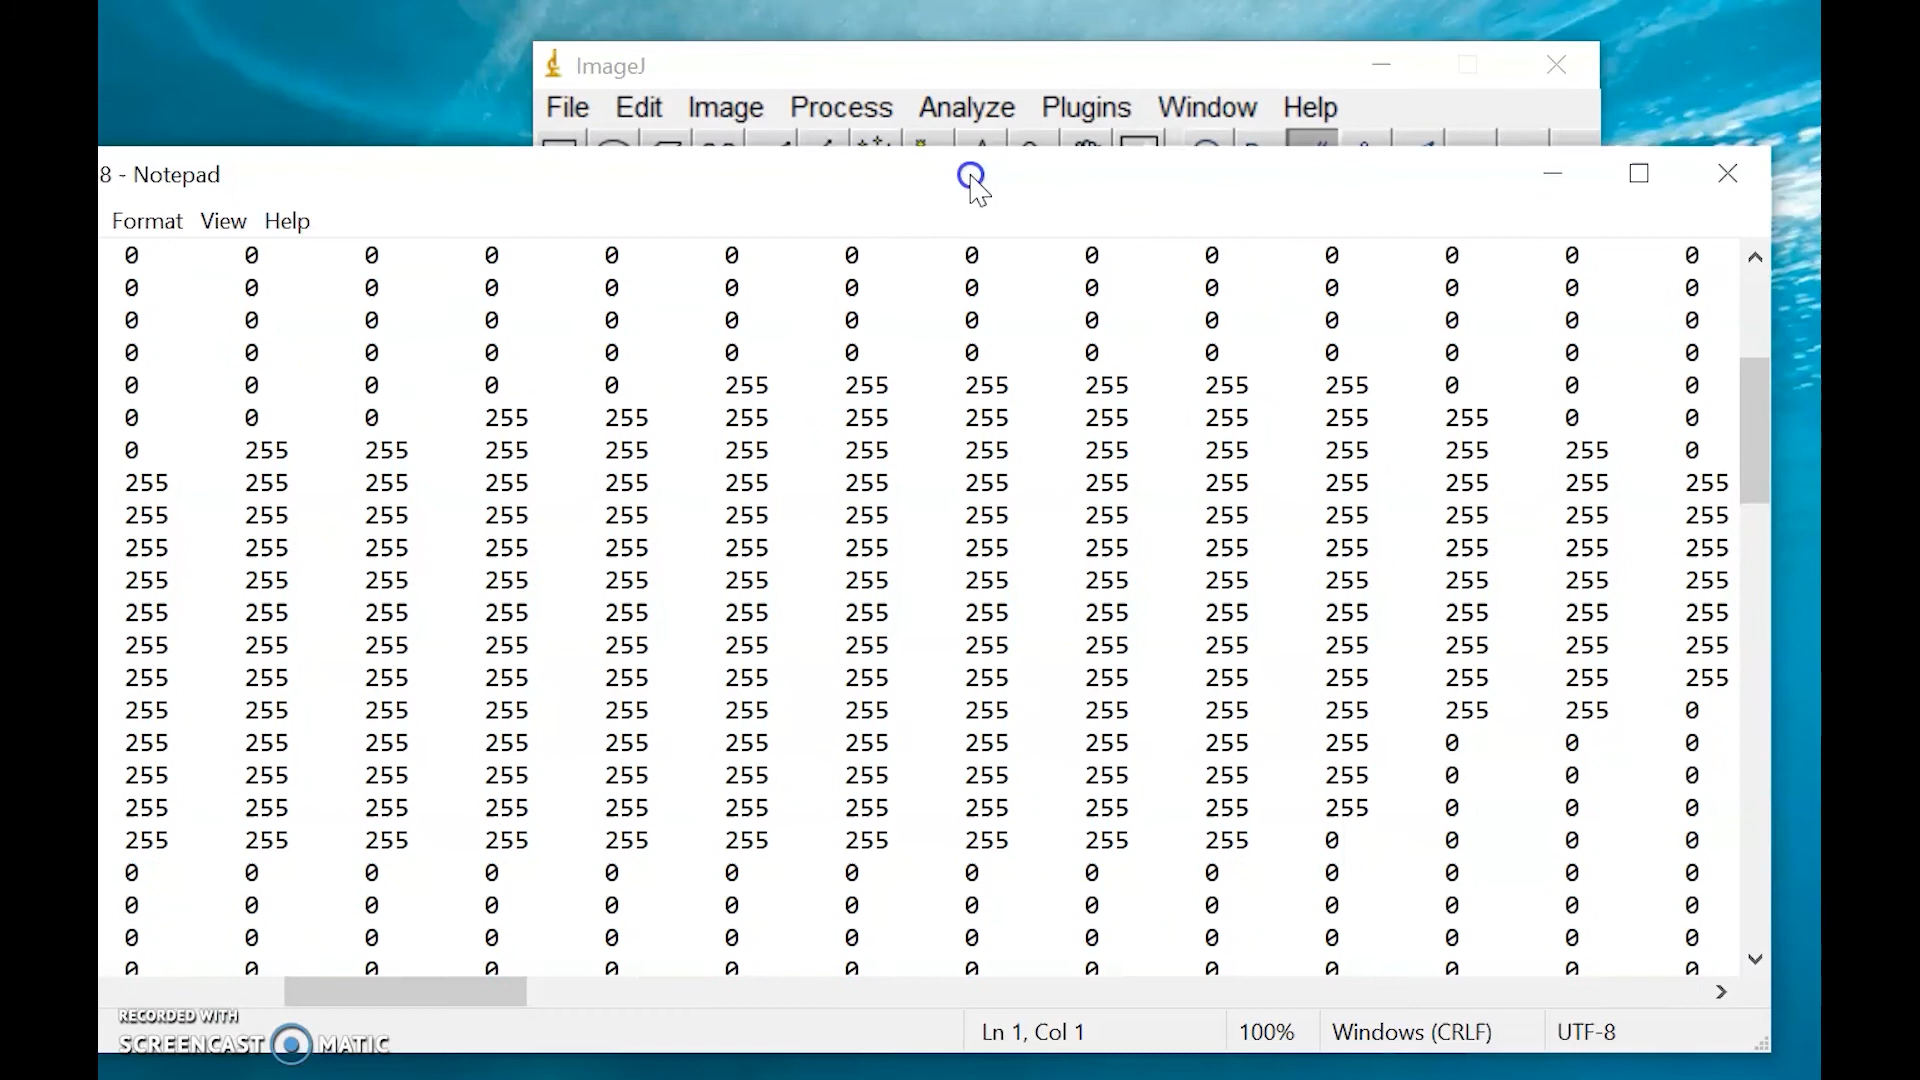 ImageJ
File Edit Image Process Analyze Plugins Window Help
8 - Notepad
Format View Help
0 0 0 0 0 0 0 0 0 0 0 0 0 0
0 0 0 0 0 0 0 0 0 0 0 0 0 0
0 0 0 0 0 0 0 0 0 0 0 0 0 0
0 0 0 0 0 0 0 0 0 0 0 0 0 0
0 0 0 0 0 255 255 255 255 255 255 0 0 0
0 0 0 255 255 255 255 255 255 255 255 255 0 0
0 255 255 255 255 255 255 255 255 255 255 255 255 0
255 255 255 255 255 255 255 255 255 255 255 255 255 255
255 255 255 255 255 255 255 255 255 255 255 255 255 255
255 255 255 255 255 255 255 255 255 255 255 255 255 255
255 255 255 255 255 255 255 255 255 255 255 255 255 255
255 255 255 255 255 255 255 255 255 255 255 255 255 255
255 255 255 255 255 255 255 255 255 255 255 255 255 255
255 255 255 255 255 255 255 255 255 255 255 255 255 255
255 255 255 255 255 255 255 255 255 255 255 255 255 0
255 255 255 255 255 255 255 255 255 255 255 0 0 0
255 255 255 255 255 255 255 255 255 255 255 0 0 0
255 255 255 255 255 255 255 255 255 255 255 0 0 0
255 255 255 255 255 255 255 255 255 255 0 0 0 0
0 0 0 0 0 0 0 0 0 0 0 0 0 0
0 0 0 0 0 0 0 0 0 0 0 0 0 0
0 0 0 0 0 0 0 0 0 0 0 0 0 0
0 0 0 0 0 0 0 0 0 0 0 0 0 0
RECORDED WITH
SCREENCAST MATIC
Ln 1, Col 1 100% Windows (CRLF) UTF-8